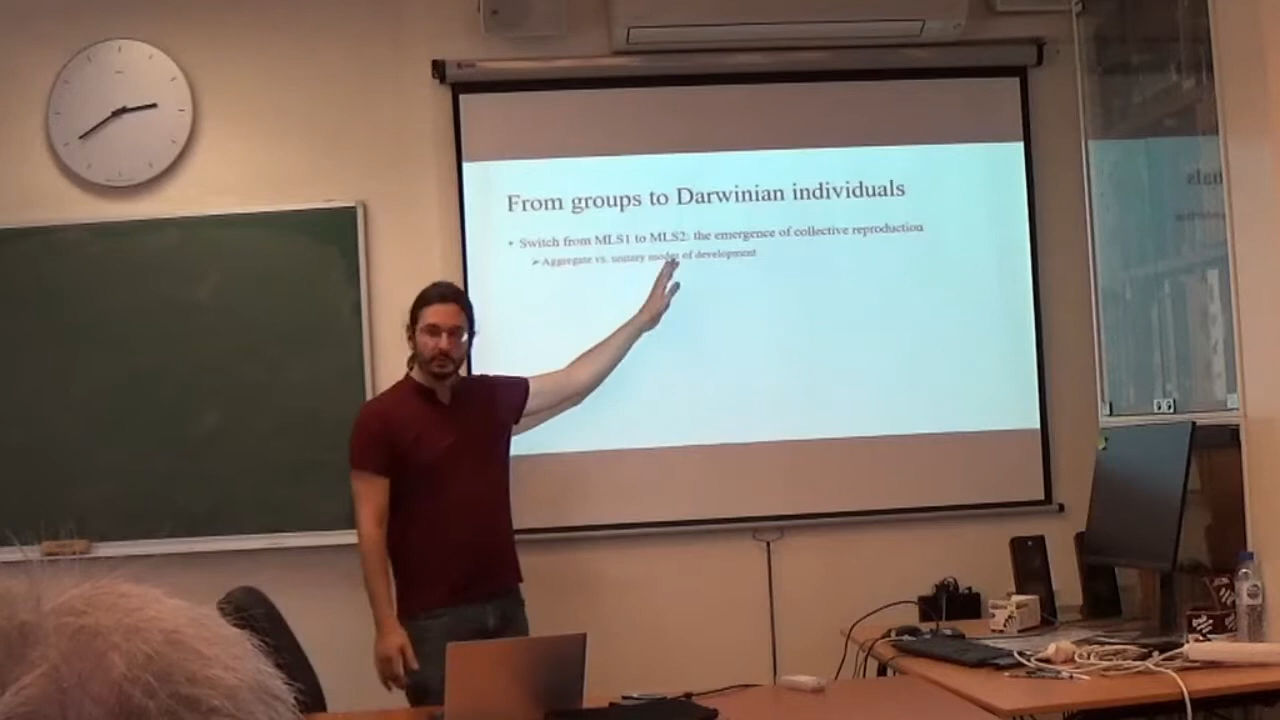 From groups to Darwinian individuals
• Switch from MLS1 to MLS2: the emergence of collective reproduction
➢Aggregate vs. unitary modes of development